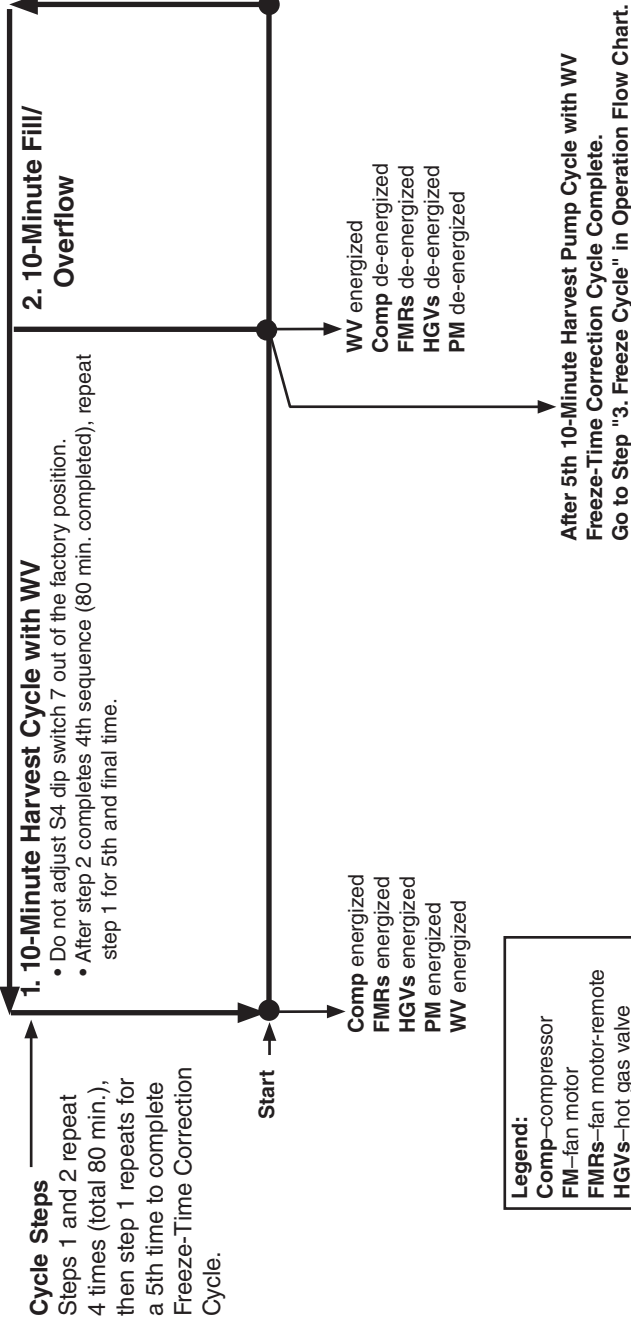 Cycle Steps
Steps 1 and 2 repeat
4 times (total 80 min.),
then step 1 repeats for
a 5th time to complete
Freeze-Time Correction
Cycle.
1. 10-Minute Harvest Cycle with WV
• Do not adjust S4 dip switch 7 out of the factory position.
• After step 2 completes 4th sequence (80 min. completed), repeat
step 1 for 5th and final time.
2. 10-Minute Fill/
Overflow
Start
Comp energized
FMRs energized
HGVs energized
PM energized
WV energized
WV energized
Comp de-energized
FMRs de-energized
HGVs de-energized
PM de-energized
After 5th 10-Minute Harvest Pump Cycle with WV
Freeze-Time Correction Cycle Complete.
Go to Step "3. Freeze Cycle" in Operation Flow Chart.
Legend:
Comp–compressor
FM–fan motor
FMRs–fan motor-remote
HGVs–hot gas valve